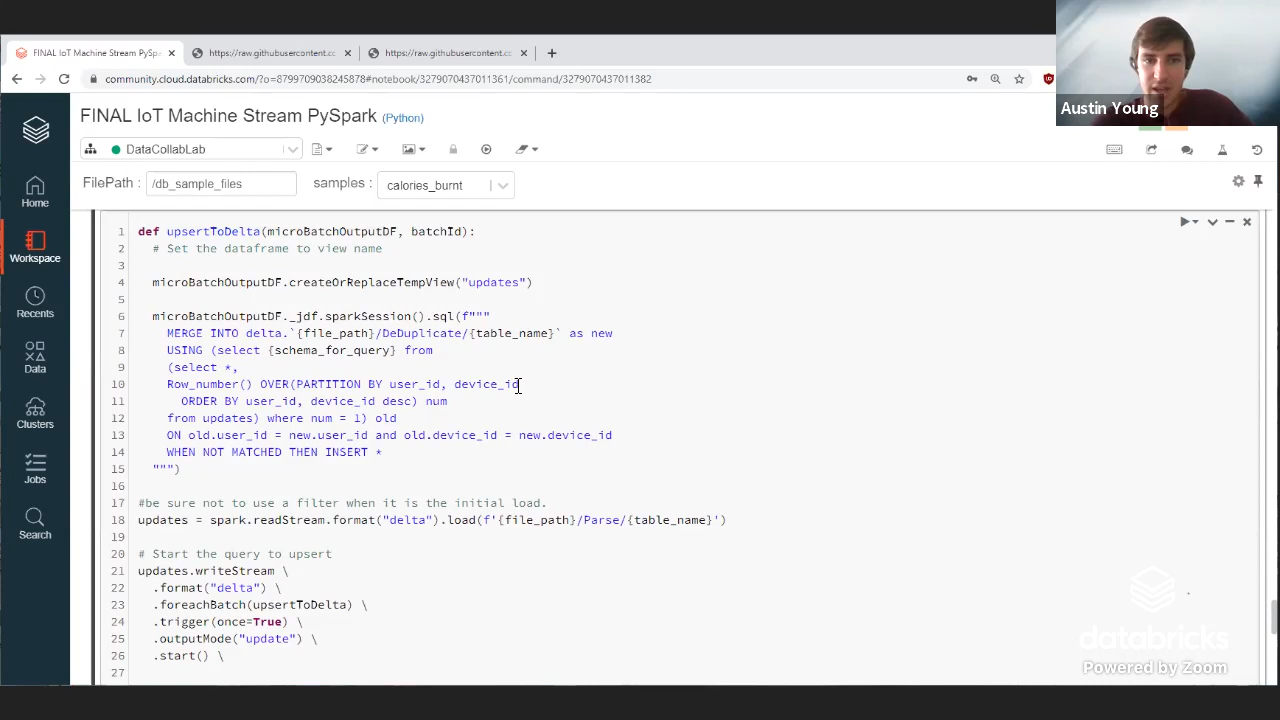 FINAL IoT Machine Stream PySpa
https://raw.githubusercontent.cc
https://raw.githubusercontent.cc
community.cloud.databricks.com/?o=8799709038245878#notebook/3279070437011361/command/3279070437011382
Austin Young
FINAL IoT Machine Stream PySpark (Python)
DataCollabLab
FilePath : /db_sample_files samples : calories_burnt
Home
Workspace
Recents
Data
Clusters
Jobs
Search
1 def upsertToDelta(microBatchOutputDF, batchId):
2 # Set the dataframe to view name
3
4 microBatchOutputDF.createOrReplaceTempView("updates")
5
6 microBatchOutputDF._jdf.sparkSession().sql(f"""
7 MERGE INTO delta.`{file_path}/DeDuplicate/{table_name}` as new
8 USING (select {schema_for_query} from
9 (select *,
10 Row_number() OVER(PARTITION BY user_id, device_id
11 ORDER BY user_id, device_id desc) num
12 from updates) where num = 1) old
13 ON old.user_id = new.user_id and old.device_id = new.device_id
14 WHEN NOT MATCHED THEN INSERT *
15 """)
16
17 #be sure not to use a filter when it is the initial load.
18 updates = spark.readStream.format("delta").load(f'{file_path}/Parse/{table_name}')
19
20 # Start the query to upsert
21 updates.writeStream \
22 .format("delta") \
23 .foreachBatch(upsertToDelta) \
24 .trigger(once=True) \
25 .outputMode("update") \
26 .start() \
27
databricks
Powered by Zoom